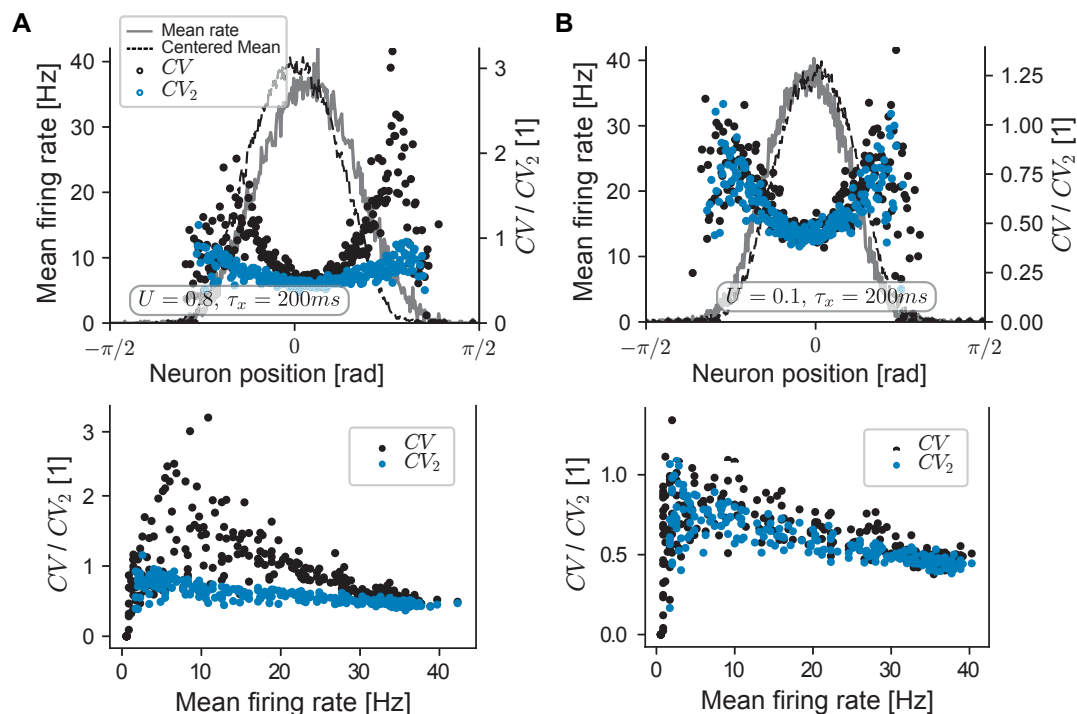 A
Mean rate
Centered Mean
CV
CV₂
Mean firing rate [Hz]
40
30
20
10
0
3
2
1
0
CV / CV₂ [1]
U = 0.8, τₓ = 200ms
−π/2
0
π/2
Neuron position [rad]
B
Mean firing rate [Hz]
40
30
20
10
0
1.25
1.00
0.75
0.50
0.25
0.00
CV / CV₂ [1]
U = 0.1, τₓ = 200ms
−π/2
0
π/2
Neuron position [rad]
CV / CV₂ [1]
3
2
1
0
CV
CV₂
0
10
20
30
40
Mean firing rate [Hz]
CV / CV₂ [1]
1.0
0.5
0.0
CV
CV₂
0
10
20
30
40
Mean firing rate [Hz]